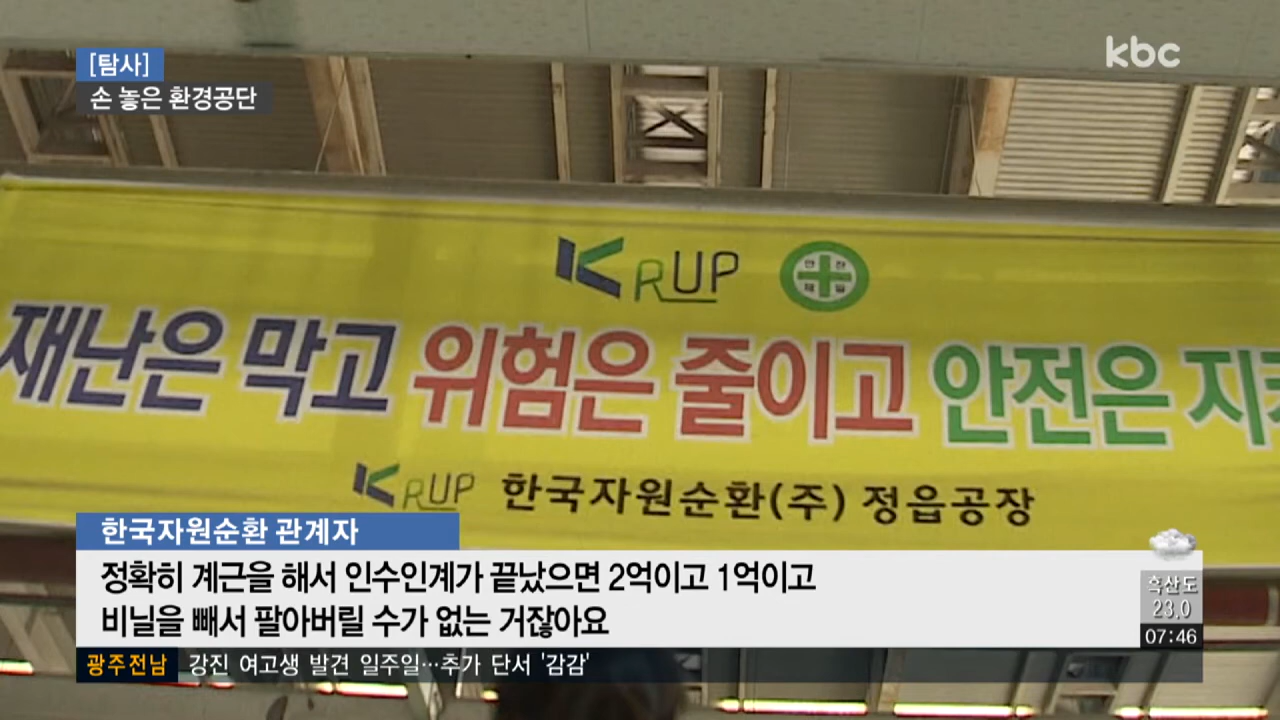 [탐사]
손 놓은 환경공단
kbc
K RUP
안전
제일
재난은 막고 위험은 줄이고 안전은 지
K RUP 한국자원순환(주) 정읍공장
한국자원순환 관계자
정확히 계근을 해서 인수인계가 끝났으면 2억이고 1억이고
비닐을 빼서 팔아버릴 수가 없는 거잖아요
흑산도
23.0
07:46
광주전남 강진 여고생 발견 일주일…추가 단서 '감감'